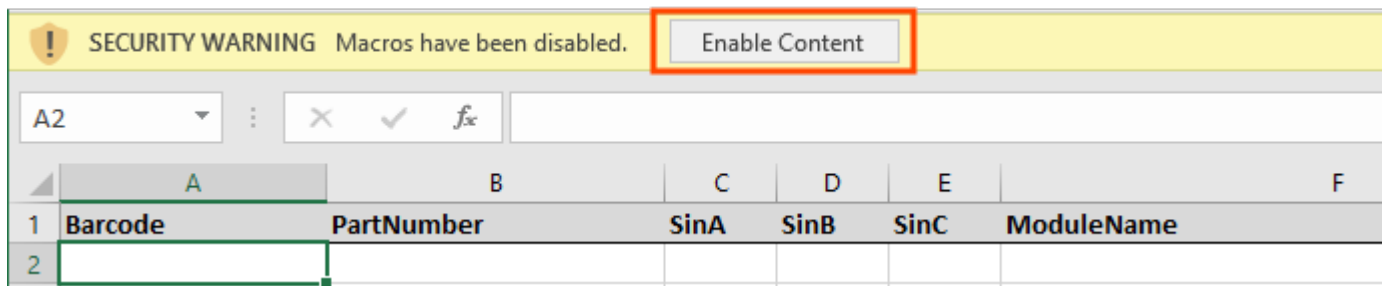 SECURITY WARNING Macros have been disabled. Enable Content
A2 fx
A B C D E F
1 Barcode PartNumber SinA SinB SinC ModuleName
2